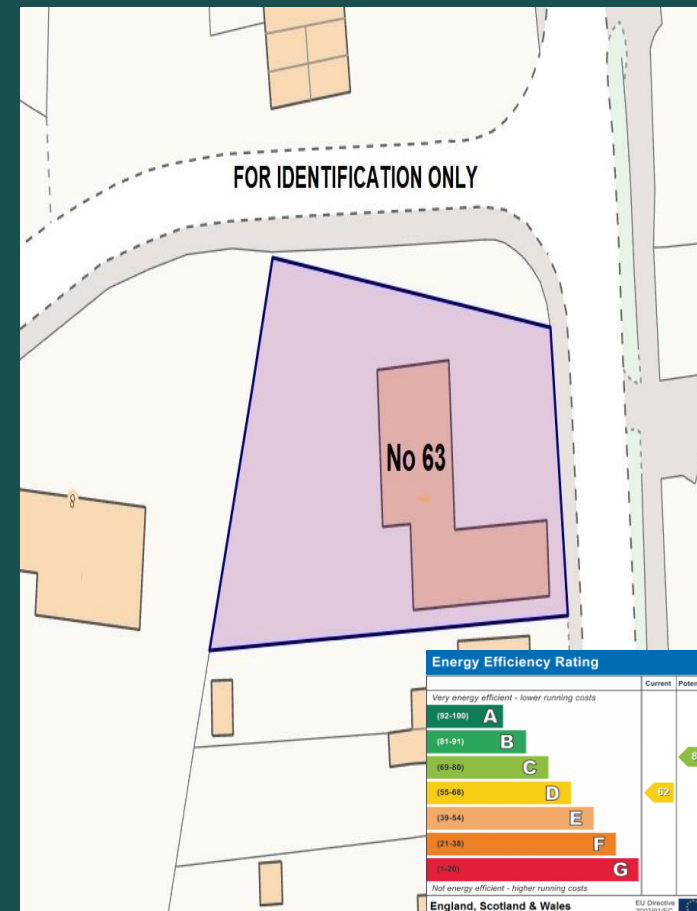 FOR IDENTIFICATION ONLY
No 63
8
Energy Efficiency Rating
Current
Very energy efficient - lower running costs
(92-100) A
(81-91) B
(69-80) C
(55-68) D 62
(39-54) E
(21-38) F
(1-20) G
Not energy efficient - higher running costs
England, Scotland & Wales
EU Directive